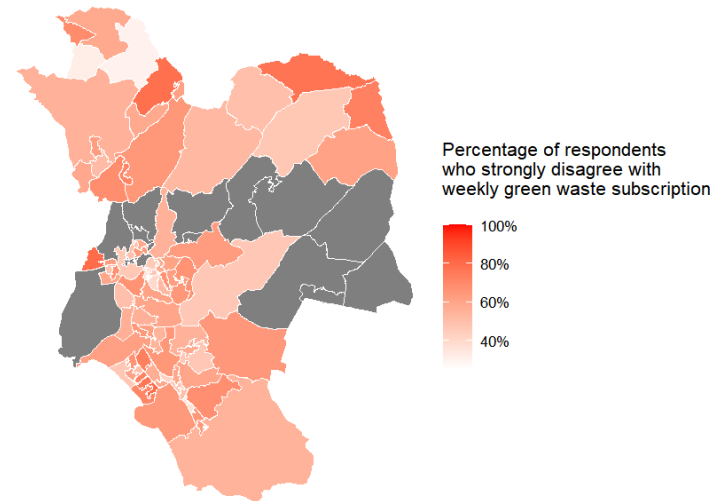 Percentage of respondents
who strongly disagree with
weekly green waste subscription
100%
80%
60%
40%